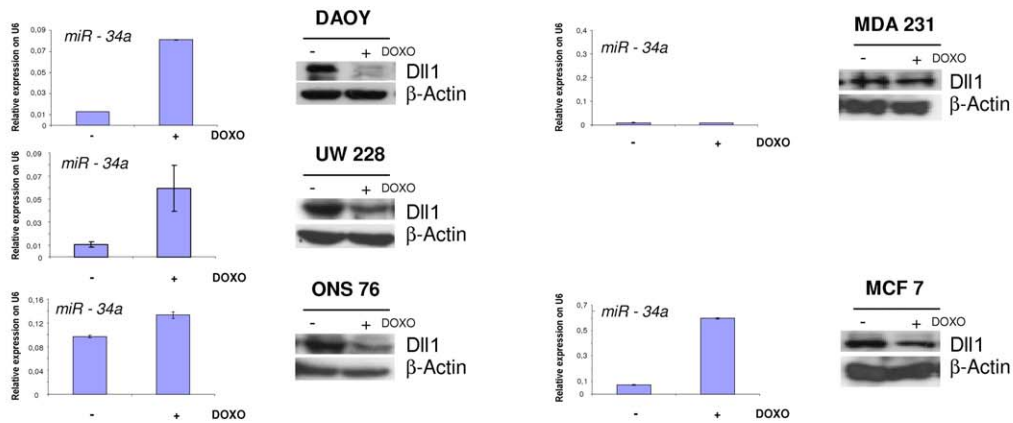 DAOY
Relative expression on U6
0,09
0,07
0,05
0,03
0,01
0
miR - 34a
- + DOXO
- + DOXO
Dll1
β-Actin
MDA 231
Relative expression on U6
0,4
0,3
0,2
0,1
0
miR - 34a
- + DOXO
- + DOXO
Dll1
β-Actin
UW 228
Relative expression on U6
0,09
0,07
0,05
0,03
0,01
0
miR - 34a
- + DOXO
- + DOXO
Dll1
β-Actin
ONS 76
Relative expression on U6
0,16
0,12
0,08
0,04
0
miR - 34a
- + DOXO
- + DOXO
Dll1
β-Actin
MCF 7
Relative expression on U6
0,7
0,5
0,3
0,1
0
miR - 34a
- + DOXO
- + DOXO
Dll1
β-Actin